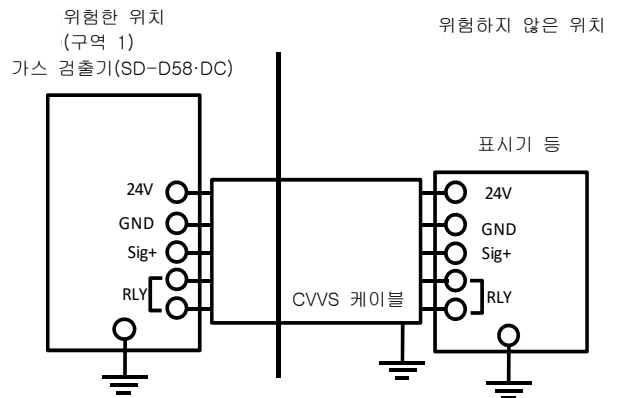 위험한 위치
(구역 1)
가스 검출기(SD-D58·DC)
위험하지 않은 위치
표시기 등
24V
GND
Sig+
RLY
CVVS 케이블
24V
GND
Sig+
RLY